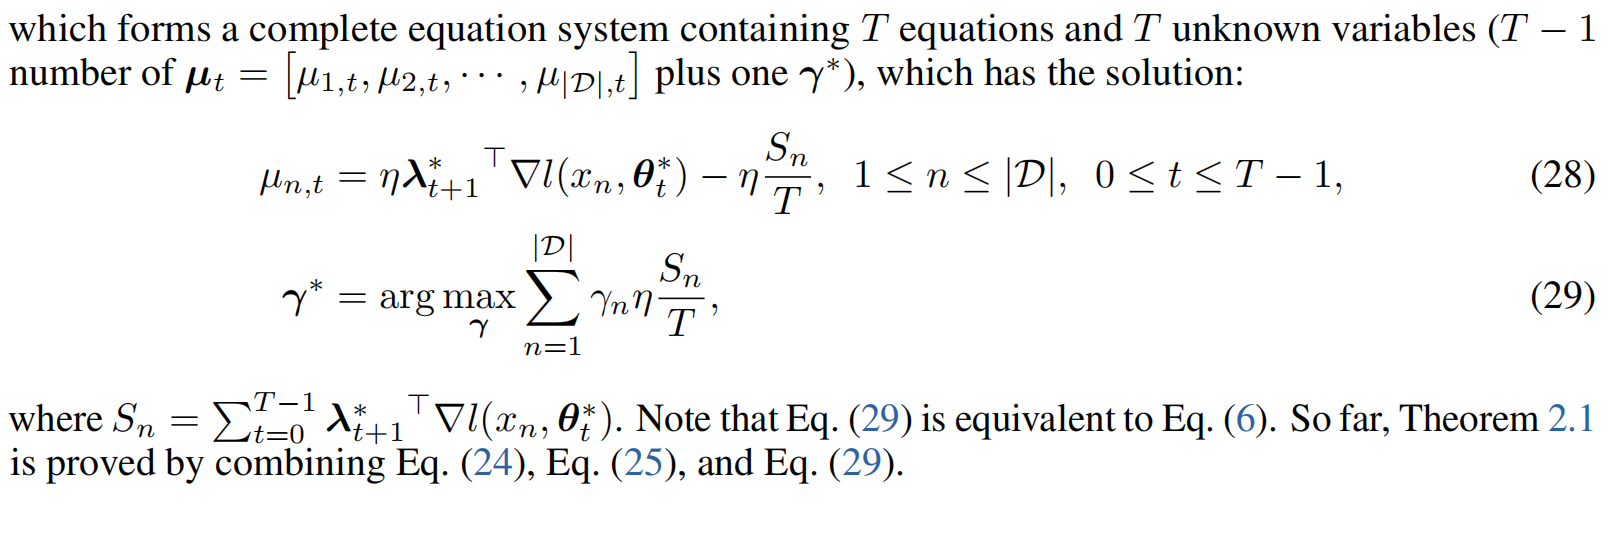 which forms a complete equation system containing T equations and T unknown variables (T − 1
number of μ_t = [μ_{1,t}, μ_{2,t}, ⋯ , μ_{|𝒟|,t}] plus one γ*), which has the solution:
μ_{n,t} = ηλ*_{t+1}^⊤ ∇l(x_n, θ*_t) − η S_n/T, 1 ≤ n ≤ |𝒟|, 0 ≤ t ≤ T − 1, (28)
γ* = arg max_γ ∑_{n=1}^{|𝒟|} γ_n η S_n/T, (29)
where S_n = ∑_{t=0}^{T−1} λ*_{t+1}^⊤ ∇l(x_n, θ*_t). Note that Eq. (29) is equivalent to Eq. (6). So far, Theorem 2.1
is proved by combining Eq. (24), Eq. (25), and Eq. (29).